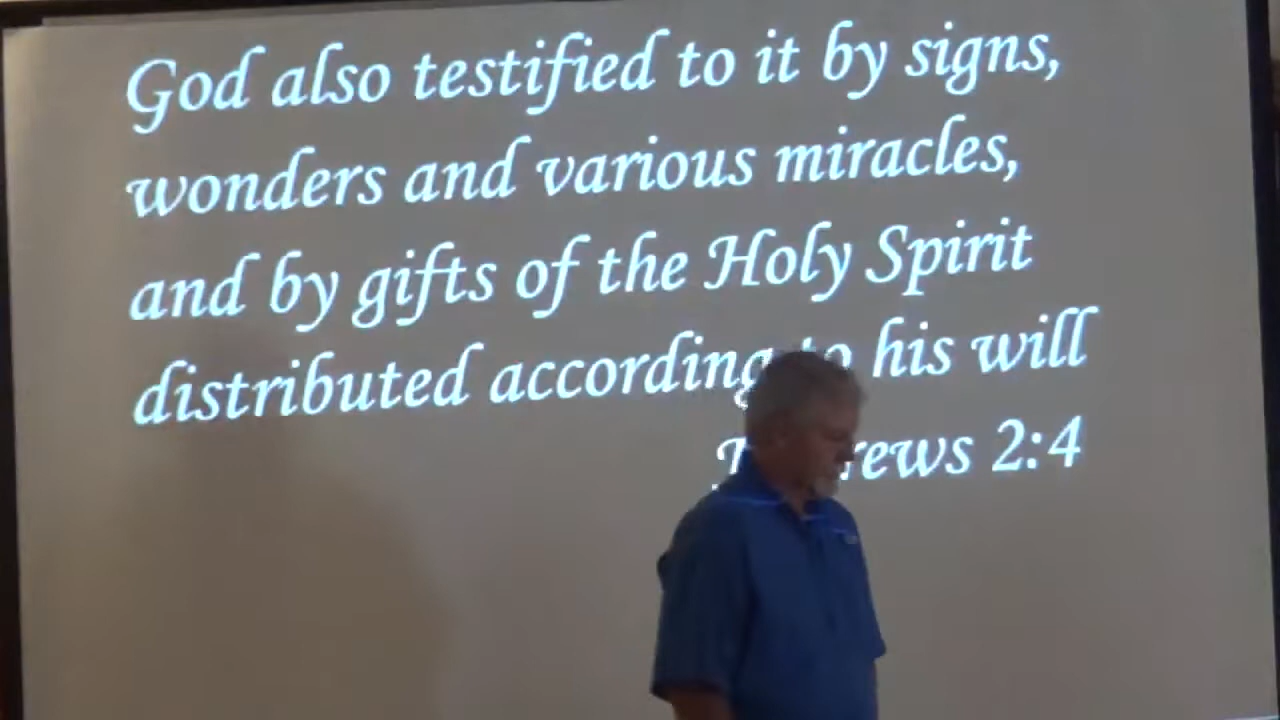 God also testified to it by signs,
wonders and various miracles,
and by gifts of the Holy Spirit
distributed according to his will
2:4